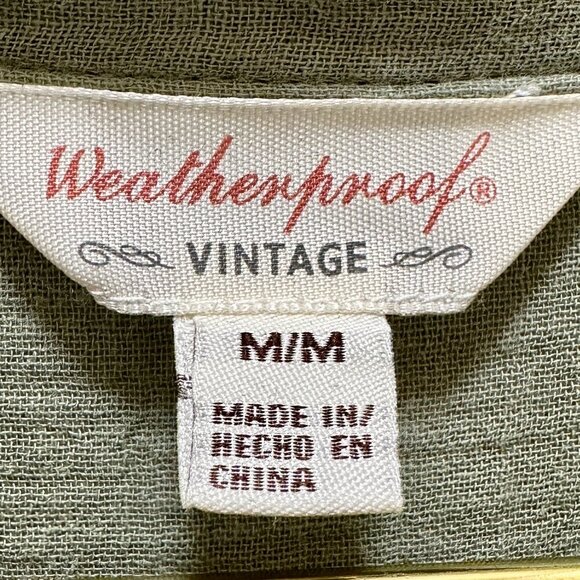 Weatherproof®
VINTAGE
M/M
MADE IN/
HECHO EN
CHINA